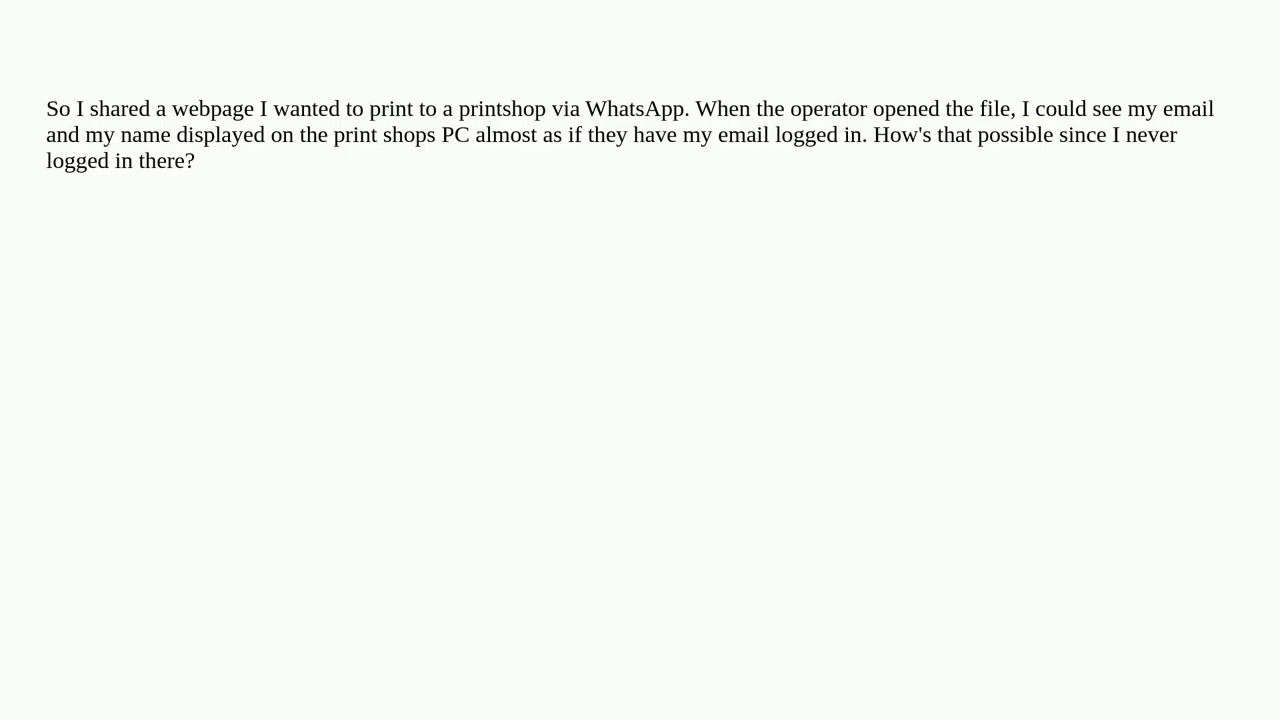 So I shared a webpage I wanted to print to a printshop via WhatsApp. When the operator opened the file, I could see my email
and my name displayed on the print shops PC almost as if they have my email logged in. How's that possible since I never
logged in there?